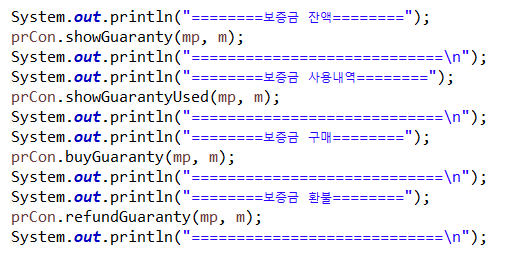 System.out.println("========보증금 잔액========");
prCon.showGuaranty(mp, m);
System.out.println("============================\n");
System.out.println("========보증금 사용내역========");
prCon.showGuarantyUsed(mp, m);
System.out.println("============================\n");
System.out.println("========보증금 구매========");
prCon.buyGuaranty(mp, m);
System.out.println("============================\n");
System.out.println("========보증금 환불========");
prCon.refundGuaranty(mp, m);
System.out.println("============================\n");